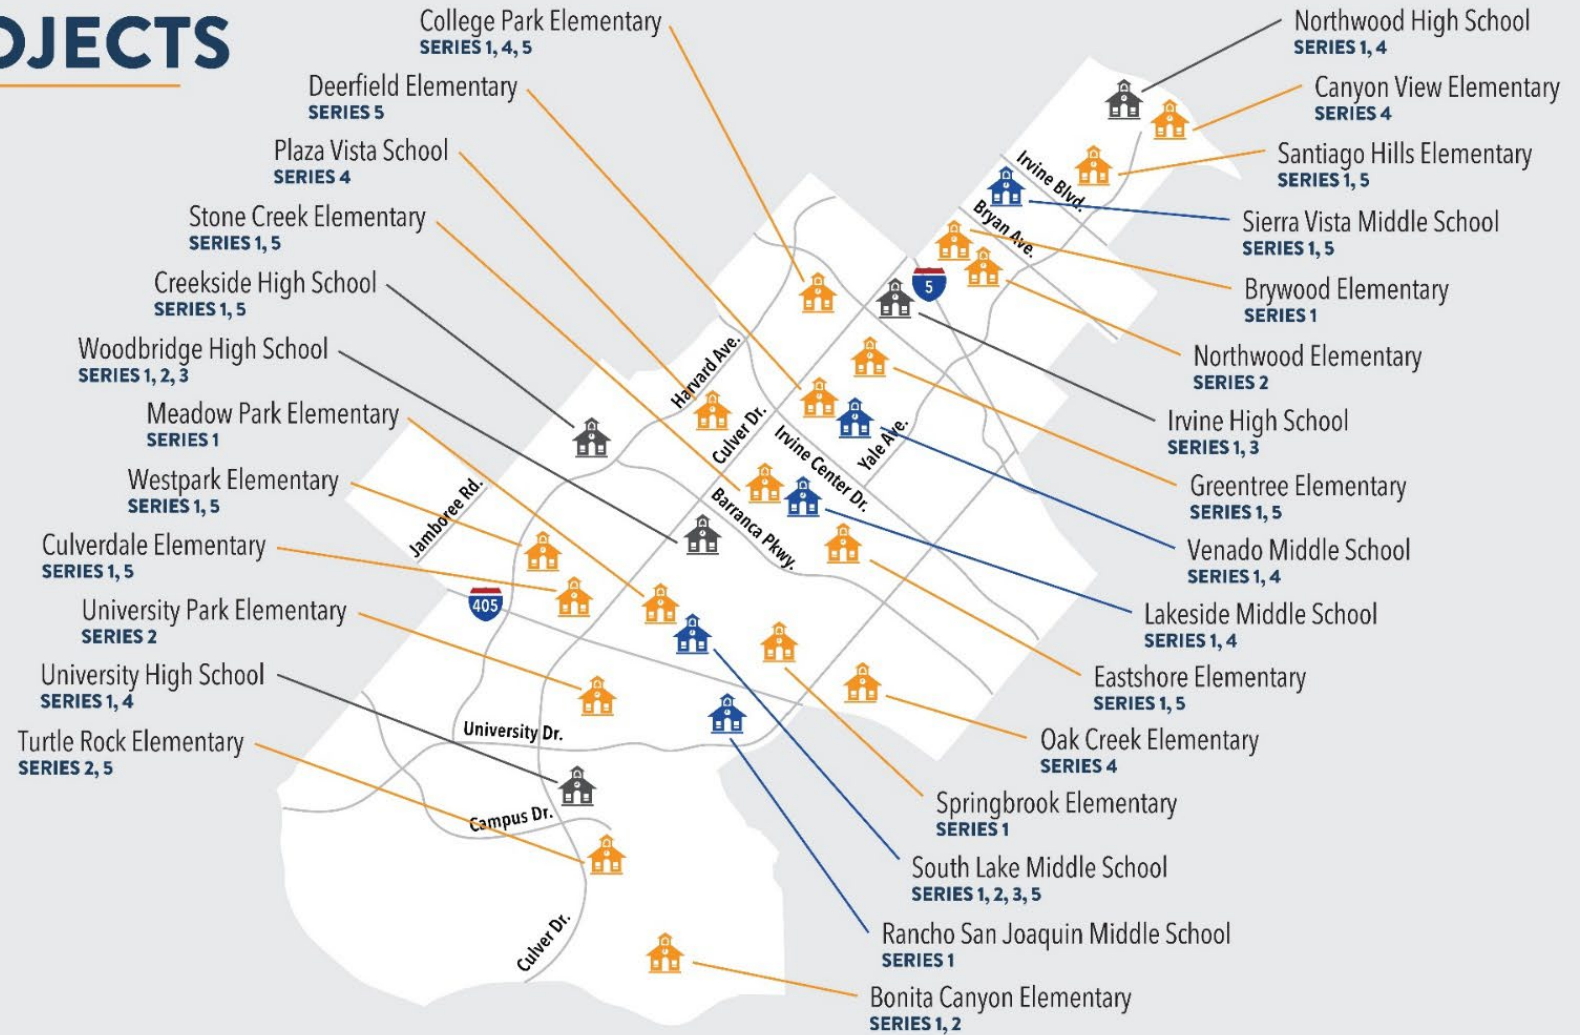 OJECTS
College Park Elementary
SERIES 1, 4, 5
Deerfield Elementary
SERIES 5
Plaza Vista School
SERIES 4
Stone Creek Elementary
SERIES 1, 5
Creekside High School
SERIES 1, 5
Woodbridge High School
SERIES 1, 2, 3
Meadow Park Elementary
SERIES 1
Westpark Elementary
SERIES 1, 5
Culverdale Elementary
SERIES 1, 5
University Park Elementary
SERIES 2
University High School
SERIES 1, 4
Turtle Rock Elementary
SERIES 2, 5
Northwood High School
SERIES 1, 4
Canyon View Elementary
SERIES 4
Santiago Hills Elementary
SERIES 1, 5
Sierra Vista Middle School
SERIES 1, 5
Brywood Elementary
SERIES 1
Northwood Elementary
SERIES 2
Irvine High School
SERIES 1, 3
Greentree Elementary
SERIES 1, 5
Venado Middle School
SERIES 1, 4
Lakeside Middle School
SERIES 1, 4
Eastshore Elementary
SERIES 1, 5
Oak Creek Elementary
SERIES 4
Springbrook Elementary
SERIES 1
South Lake Middle School
SERIES 1, 2, 3, 5
Rancho San Joaquin Middle School
SERIES 1
Bonita Canyon Elementary
SERIES 1, 2
Irvine Blvd.
Bryan Ave.
5
Harvard Ave.
Culver Dr.
Irvine Center Dr.
Yale Ave.
Barranca Pkwy.
Jamboree Rd.
405
University Dr.
Campus Dr.
Culver Dr.